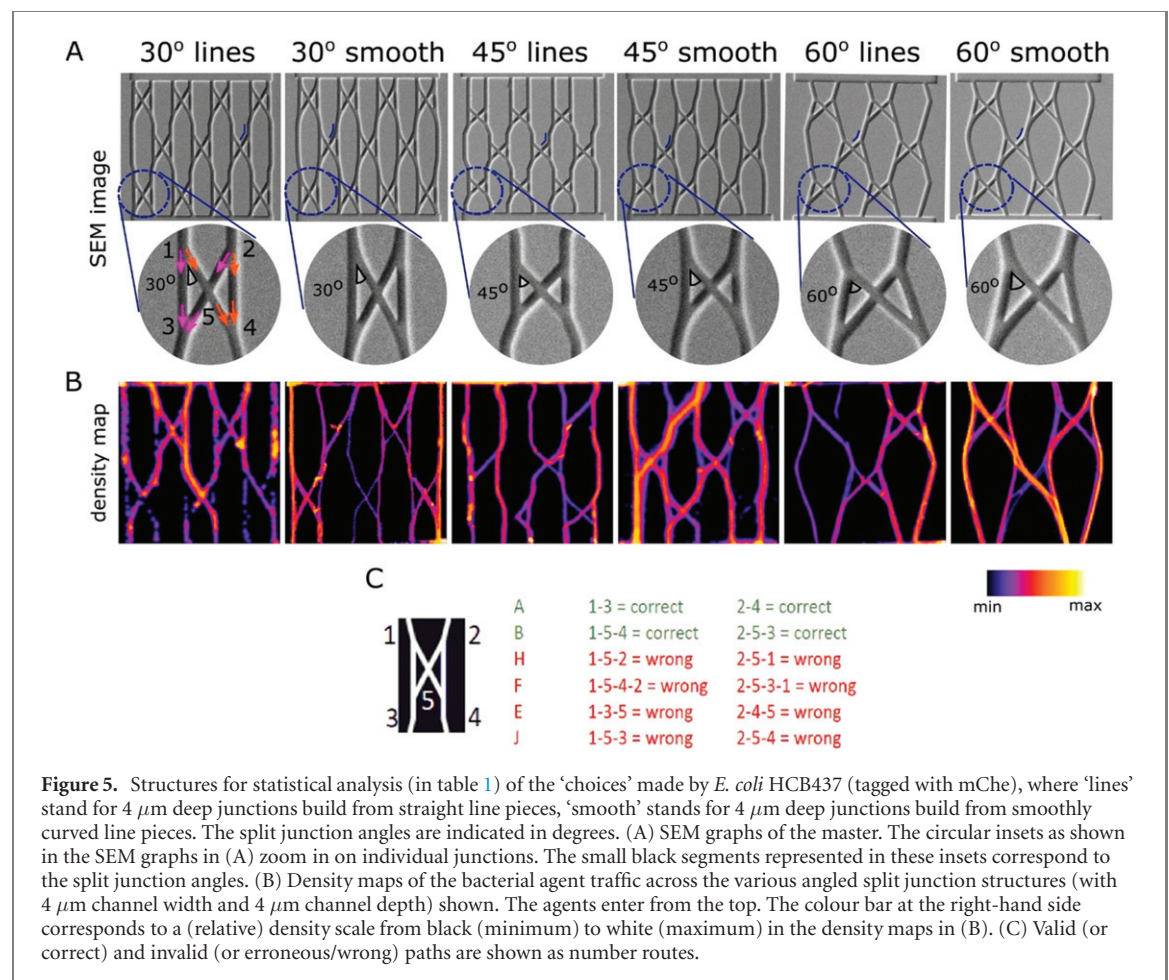 A
30° lines 30° smooth 45° lines 45° smooth 60° lines 60° smooth
SEM image
1 2
30° 30° 45° 45° 60° 60°
3 5 4
B
density map
min max
C
1 2
5
3 4
A 1-3 = correct 2-4 = correct
B 1-5-4 = correct 2-5-3 = correct
H 1-5-2 = wrong 2-5-1 = wrong
F 1-5-4-2 = wrong 2-5-3-1 = wrong
E 1-3-5 = wrong 2-4-5 = wrong
J 1-5-3 = wrong 2-5-4 = wrong
Figure 5. Structures for statistical analysis (in table 1) of the ‘choices’ made by E. coli HCB437 (tagged with mChe), where ‘lines’
stand for 4 μm deep junctions build from straight line pieces, ‘smooth’ stands for 4 μm deep junctions build from smoothly
curved line pieces. The split junction angles are indicated in degrees. (A) SEM graphs of the master. The circular insets as shown
in the SEM graphs in (A) zoom in on individual junctions. The small black segments represented in these insets correspond to
the split junction angles. (B) Density maps of the bacterial agent traffic across the various angled split junction structures (with
4 μm channel width and 4 μm channel depth) shown. The agents enter from the top. The colour bar at the right-hand side
corresponds to a (relative) density scale from black (minimum) to white (maximum) in the density maps in (B). (C) Valid (or
correct) and invalid (or erroneous/wrong) paths are shown as number routes.